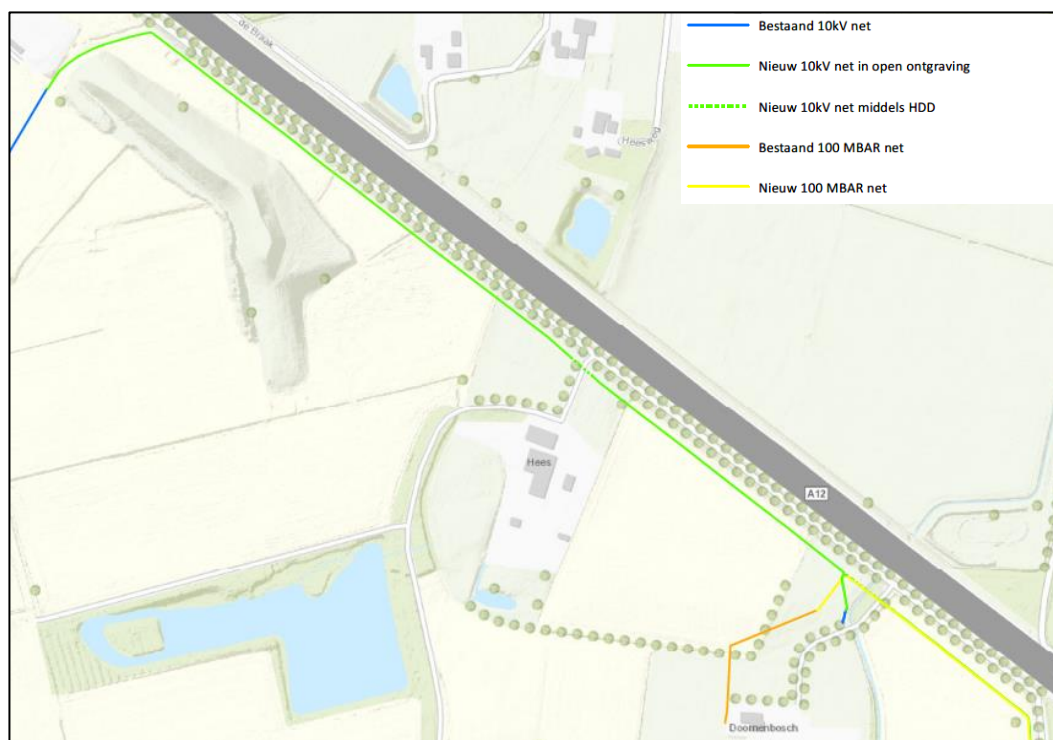 Bestaand 10kV net
Nieuw 10kV net in open ontgraving
Nieuw 10kV net middels HDD
Bestaand 100 MBAR net
Nieuw 100 MBAR net
de Braak
Heesweg
Hees
A12
Doornenbosch